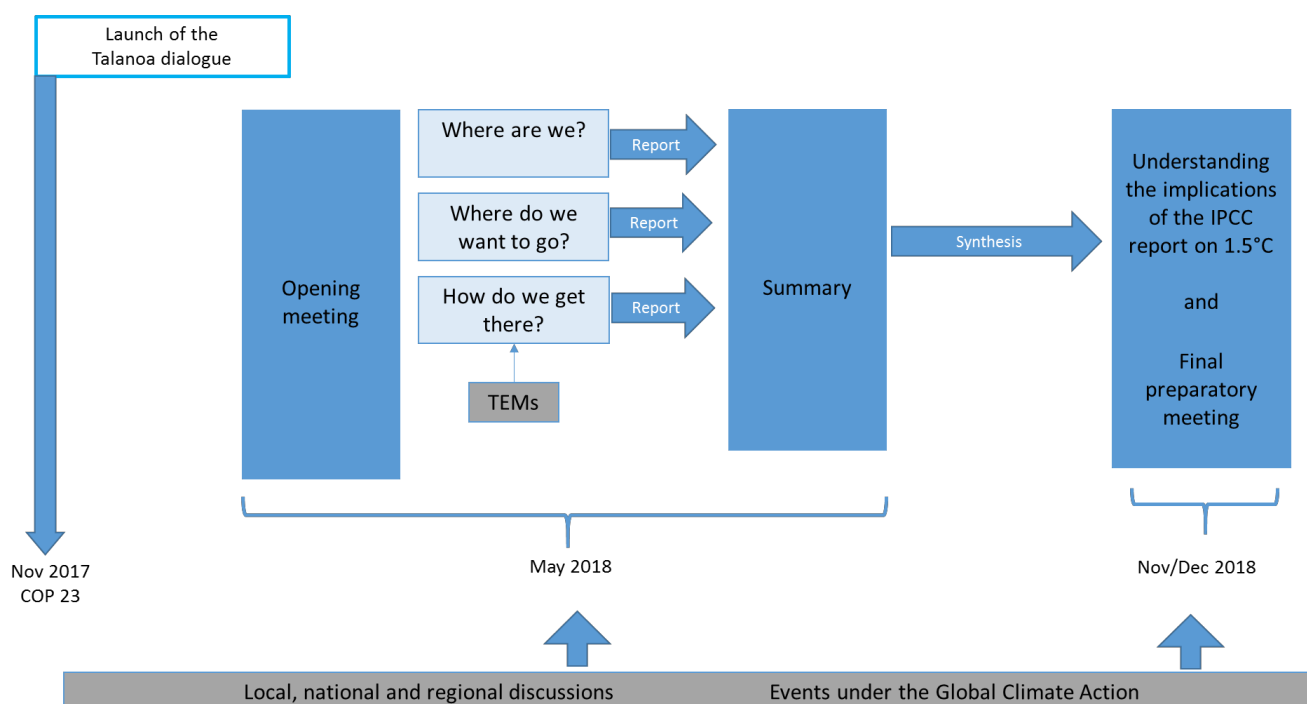 Launch of the
Talanoa dialogue
Opening
meeting
Where are we?
Report
Where do we
want to go?
Report
How do we get
there?
Report
TEMs
Summary
Synthesis
Understanding
the implications
of the IPCC
report on 1.5°C
and
Final
preparatory
meeting
Nov 2017
COP 23
May 2018
Nov/Dec 2018
Local, national and regional discussions
Events under the Global Climate Action